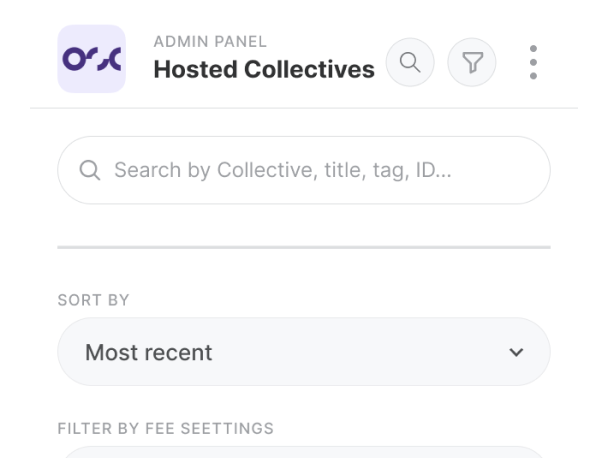 ADMIN PANEL
Hosted Collectives
Search by Collective, title, tag, ID...
SORT BY
Most recent
FILTER BY FEE SEETTINGS